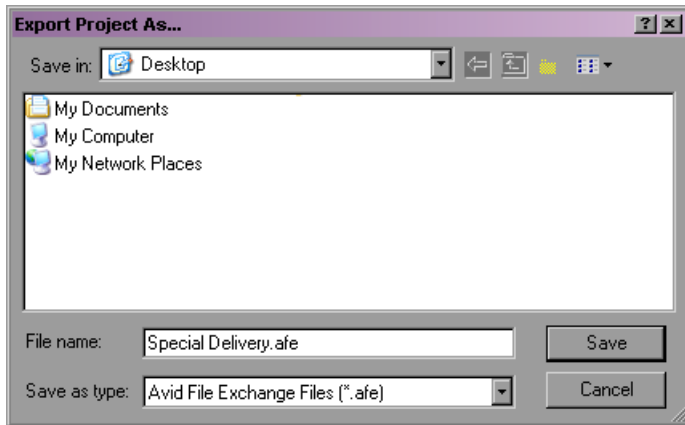 Export Project As...
Save in: Desktop
My Documents
My Computer
My Network Places
File name: Special Delivery.afe Save
Save as type: Avid File Exchange Files (*.afe) Cancel